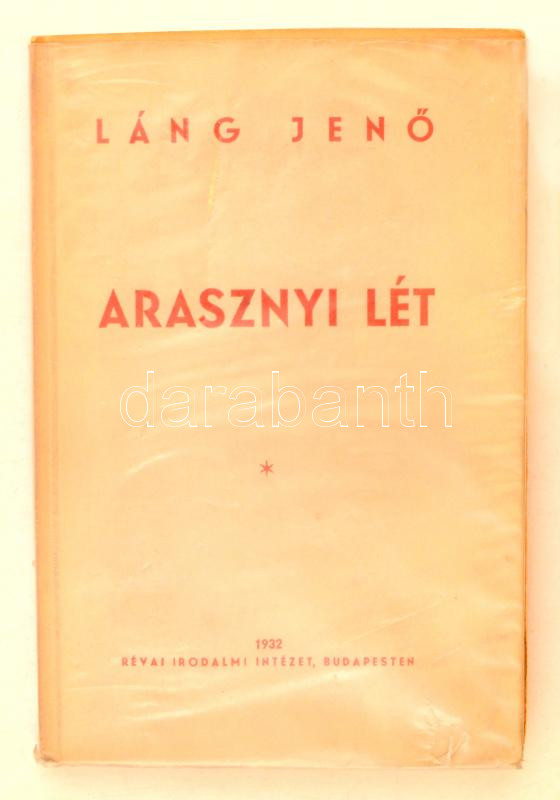 LÁNG JENŐ
ARASZNYI LÉT
darabanth
*
1932
RÉVAI IRODALMI INTÉZET, BUDAPESTEN